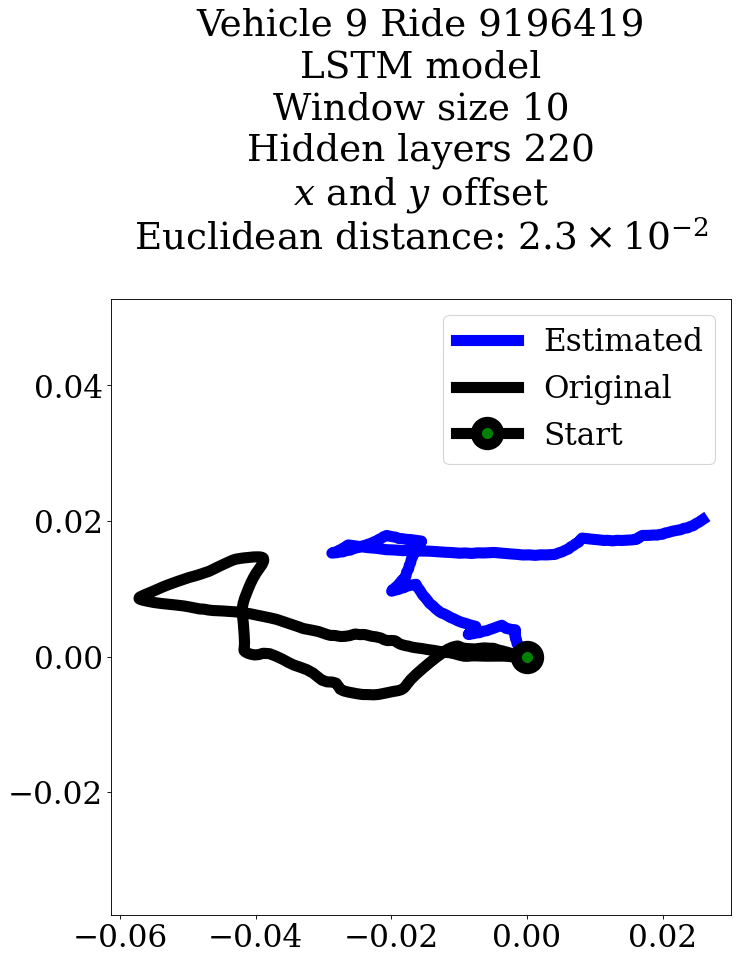 Vehicle 9 Ride 9196419
LSTM model
Window size 10
Hidden layers 220
x and y offset
Euclidean distance: 2.3 × 10⁻²
Estimated
Original
Start
0.04
0.02
0.00
−0.02
−0.06 −0.04 −0.02 0.00 0.02